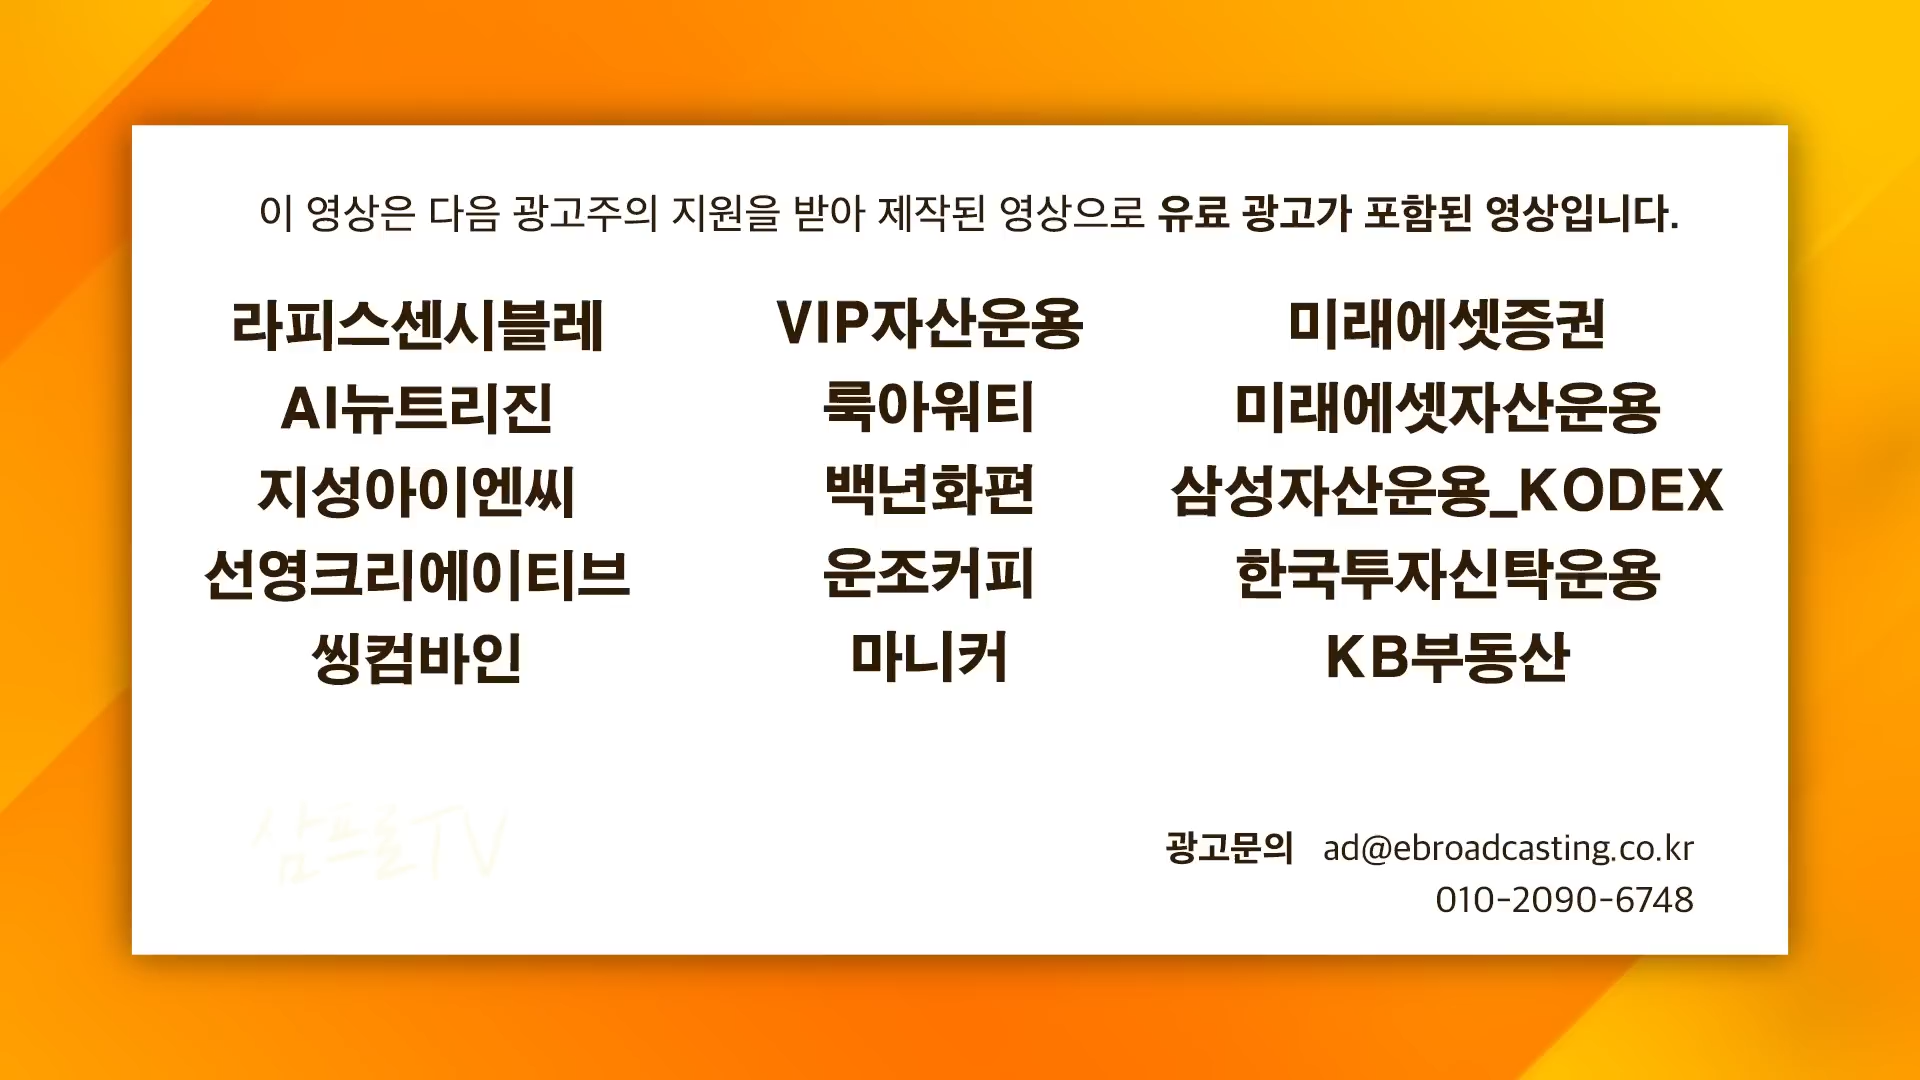 이 영상은 다음 광고주의 지원을 받아 제작된 영상으로 유료 광고가 포함된 영상입니다.
라피스센시블레
AI뉴트리진
지성아이엔씨
선영크리에이티브
씽컴바인
VIP자산운용
룩아워티
백년화편
운조커피
마니커
미래에셋증권
미래에셋자산운용
삼성자산운용_KODEX
한국투자신탁운용
KB부동산
삼프로TV
광고문의 ad@ebroadcasting.co.kr
010-2090-6748